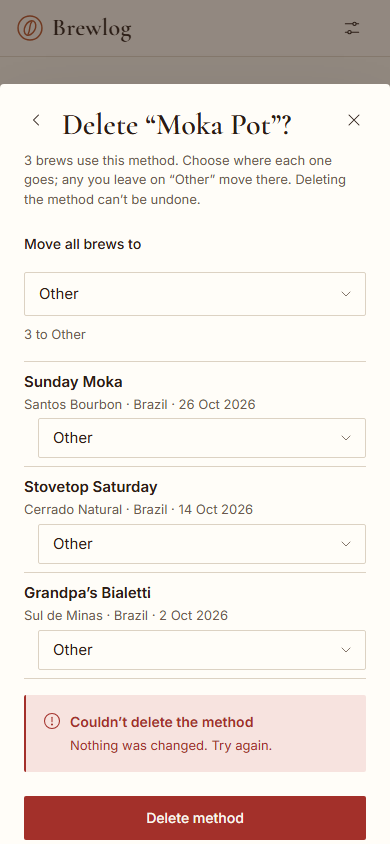 Brewlog
Delete “Moka Pot”?
3 brews use this method. Choose where each one
goes; any you leave on “Other” move there. Deleting
the method can’t be undone.
Move all brews to
Other
3 to Other
Sunday Moka
Santos Bourbon · Brazil · 26 Oct 2026
Other
Stovetop Saturday
Cerrado Natural · Brazil · 14 Oct 2026
Other
Grandpa’s Bialetti
Sul de Minas · Brazil · 2 Oct 2026
Other
Couldn’t delete the method
Nothing was changed. Try again.
Delete method